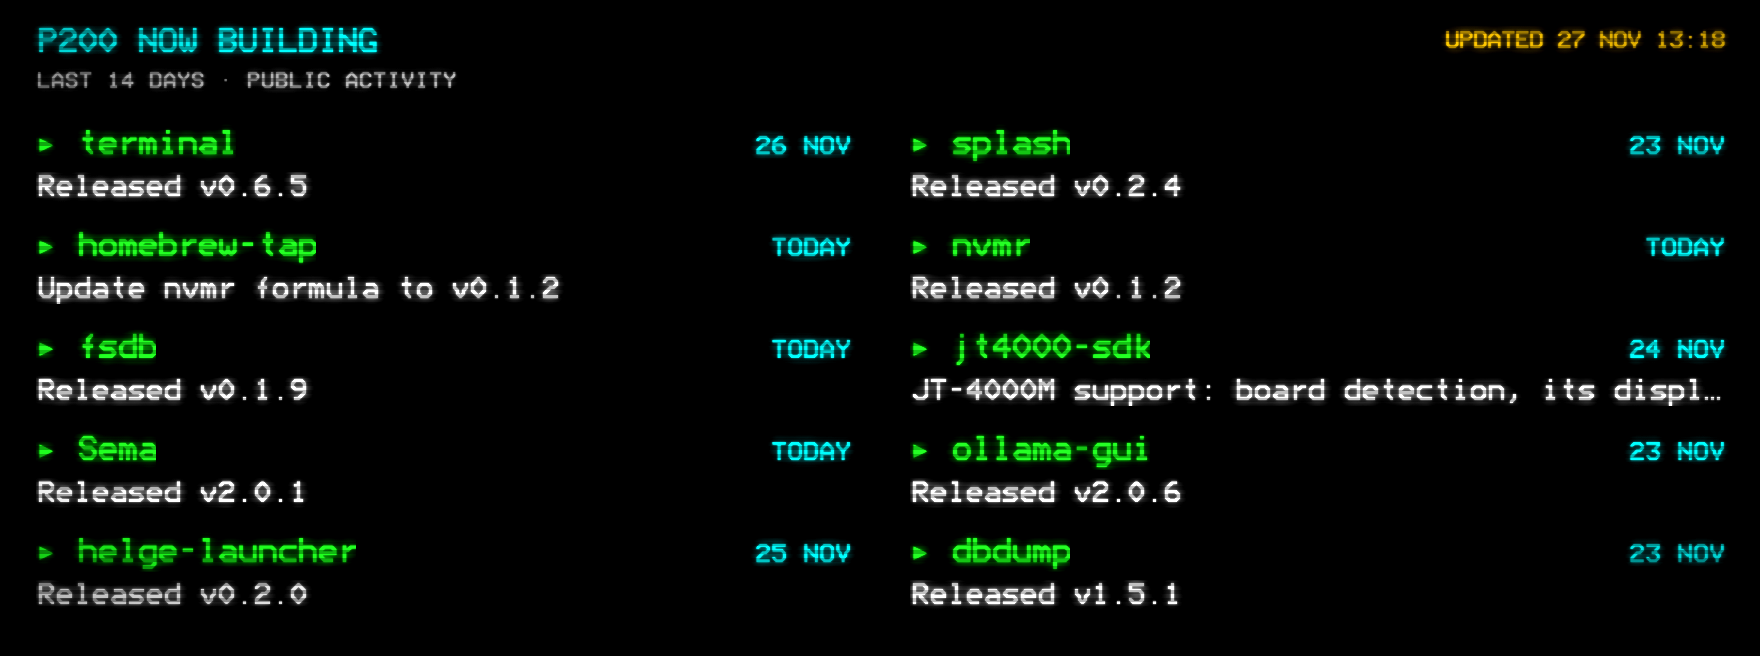 P200 NOW BUILDING
UPDATED 27 NOV 13:18
LAST 14 DAYS · PUBLIC ACTIVITY
► terminal 26 NOV
Released v0.6.5
► homebrew-tap TODAY
Update nvmr formula to v0.1.2
► fsdb TODAY
Released v0.1.9
► Sema TODAY
Released v2.0.1
► helge-launcher 25 NOV
Released v0.2.0
► splash 23 NOV
Released v0.2.4
► nvmr TODAY
Released v0.1.2
► jt4000-sdk 24 NOV
JT-4000M support: board detection, its displ…
► ollama-gui 23 NOV
Released v2.0.6
► dbdump 23 NOV
Released v1.5.1